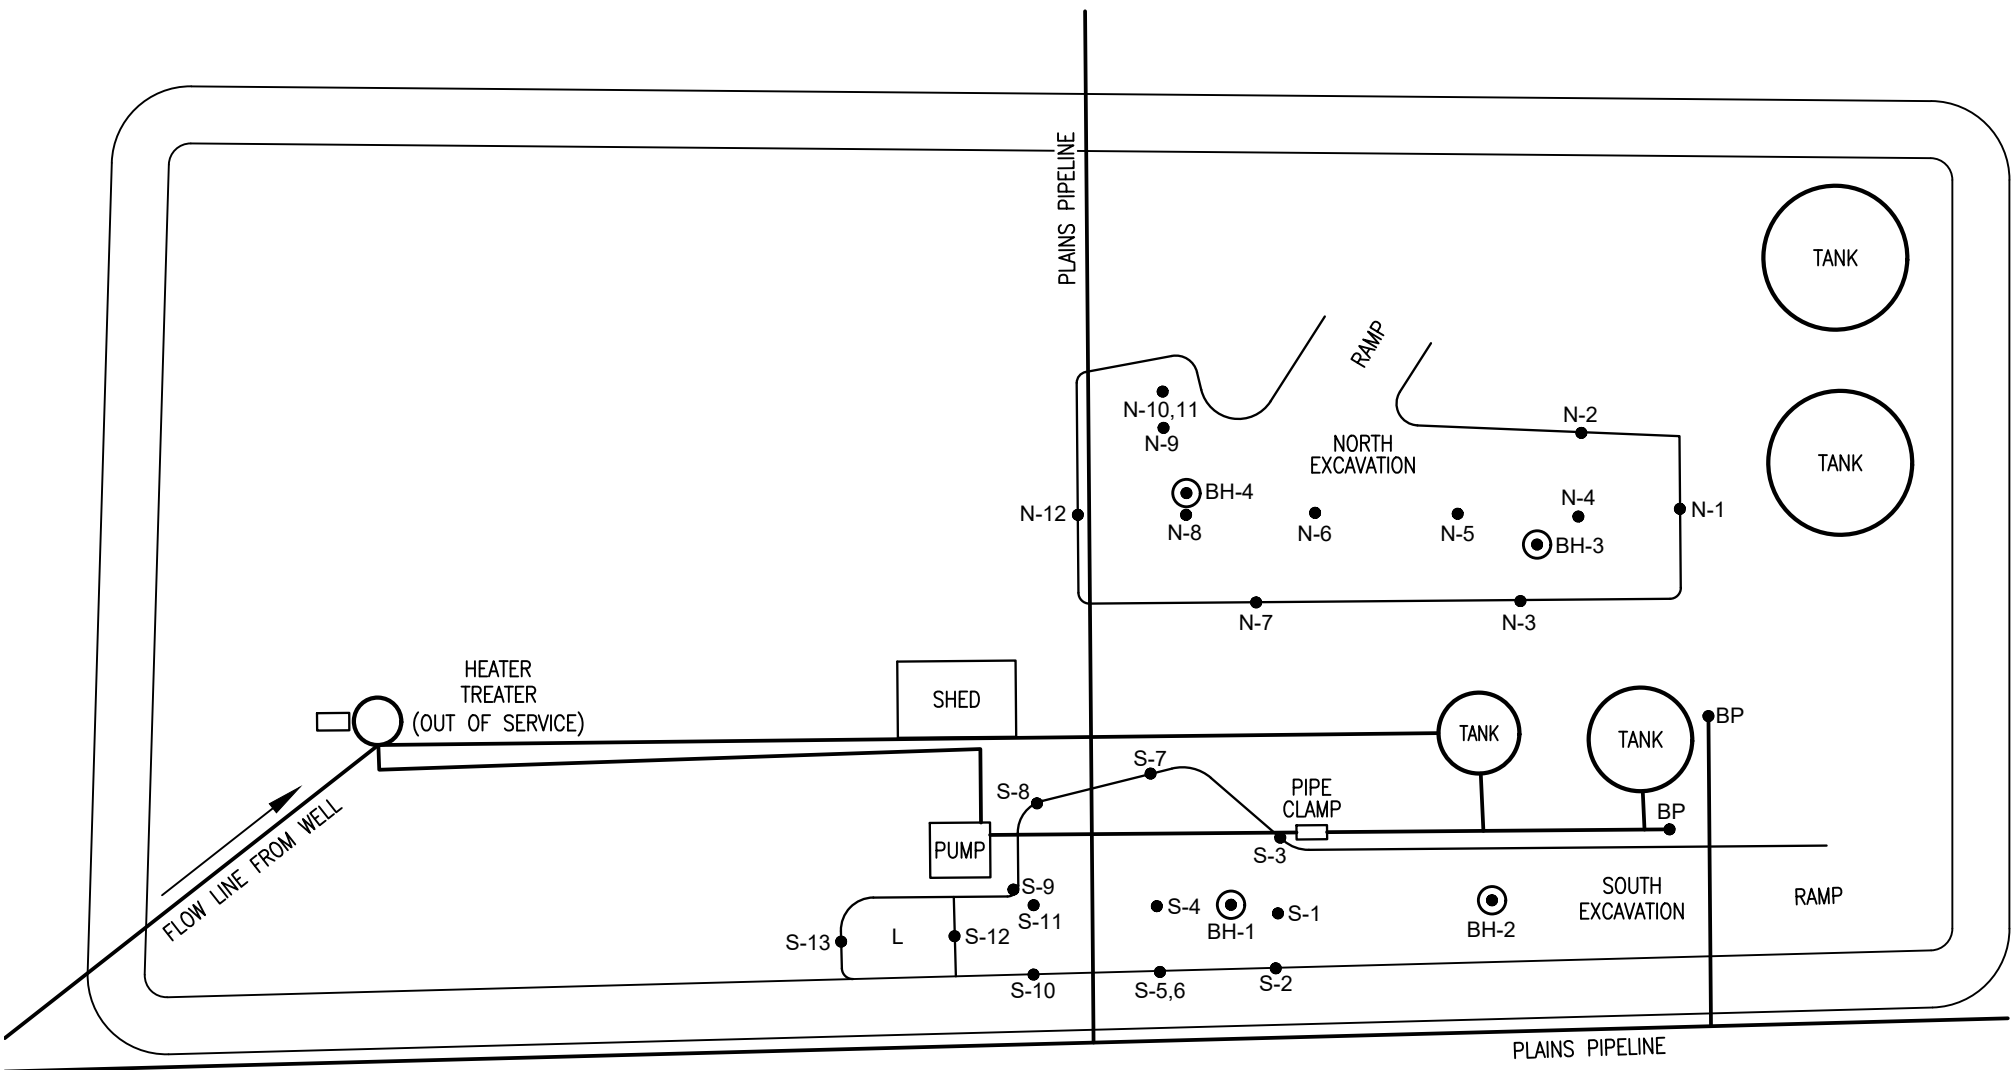 PLAINS PIPELINE
TANK
RAMP
N-10,11
N-9
N-2
NORTH
EXCAVATION
TANK
BH-4
N-12
N-8
N-6
N-5
N-4
N-1
BH-3
N-7
N-3
HEATER
TREATER
(OUT OF SERVICE)
SHED
TANK
TANK
BP
S-7
S-8
PIPE
CLAMP
BP
FLOW LINE FROM WELL
PUMP
S-3
S-9
S-11
S-4
BH-1
S-1
BH-2
SOUTH
EXCAVATION
RAMP
S-13
L
S-12
S-10
S-5,6
S-2
PLAINS PIPELINE